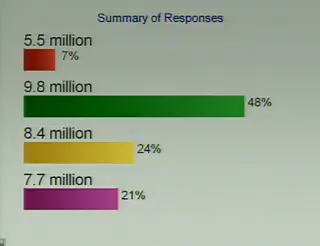 Summary of Responses
5.5 million
7%
9.8 million
48%
8.4 million
24%
7.7 million
21%